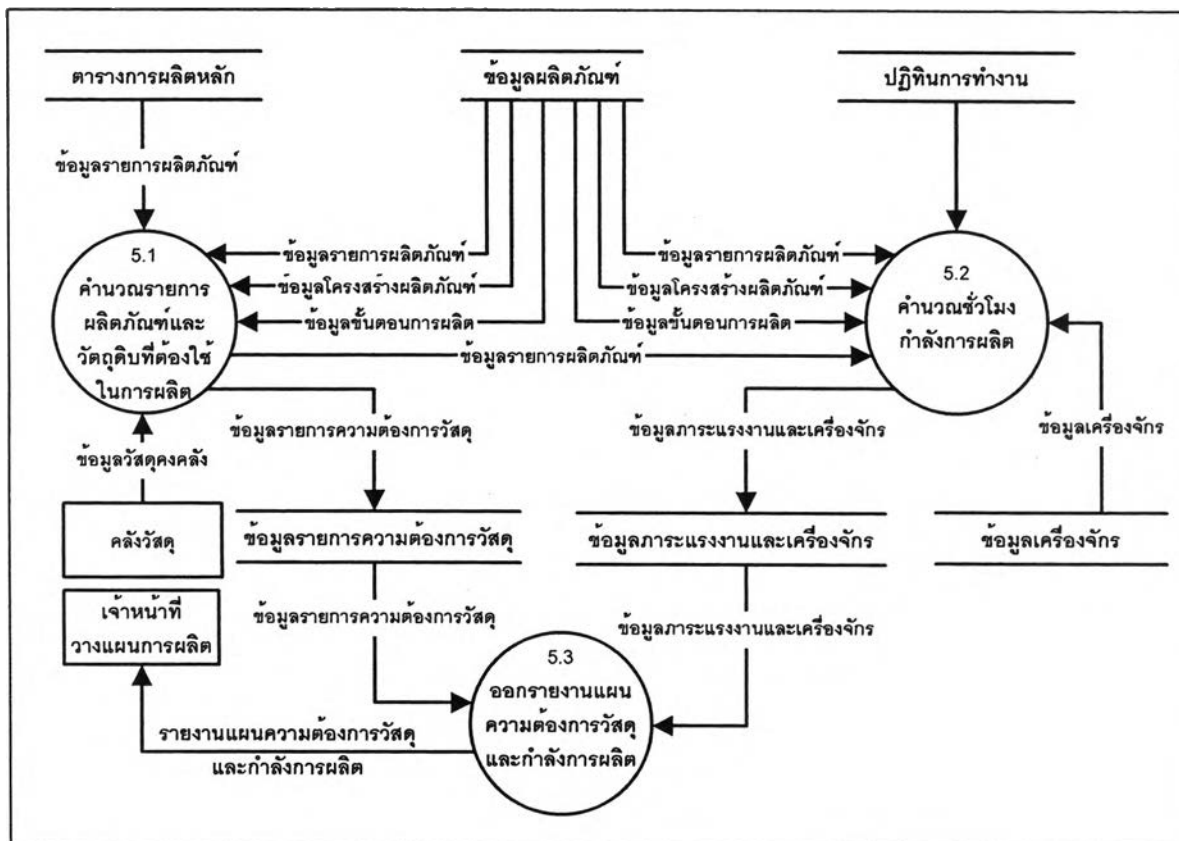 ตารางการผลิตหลัก
ข้อมูลผลิตภัณฑ์
ปฏิทินการทำงาน
ข้อมูลรายการผลิตภัณฑ์
5.1
คำนวณรายการ
ผลิตภัณฑ์และ
วัตถุดิบที่ต้องใช้
ในการผลิต
ข้อมูลรายการผลิตภัณฑ์
ข้อมูลโครงสร้างผลิตภัณฑ์
ข้อมูลขั้นตอนการผลิต
ข้อมูลรายการผลิตภัณฑ์
ข้อมูลโครงสร้างผลิตภัณฑ์
ข้อมูลขั้นตอนการผลิต
ข้อมูลรายการผลิตภัณฑ์
5.2
คำนวณชั่วโมง
กำลังการผลิต
ข้อมูลรายการความต้องการวัสดุ
ข้อมูลภาระแรงงานและเครื่องจักร
ข้อมูลเครื่องจักร
ข้อมูลวัสดุคงคลัง
คลังวัสดุ
ข้อมูลรายการความต้องการวัสดุ
ข้อมูลภาระแรงงานและเครื่องจักร
ข้อมูลเครื่องจักร
เจ้าหน้าที่
วางแผนการผลิต
ข้อมูลรายการความต้องการวัสดุ
ข้อมูลภาระแรงงานและเครื่องจักร
5.3
ออกรายงานแผน
ความต้องการวัสดุ
และกำลังการผลิต
รายงานแผนความต้องการวัสดุ
และกำลังการผลิต